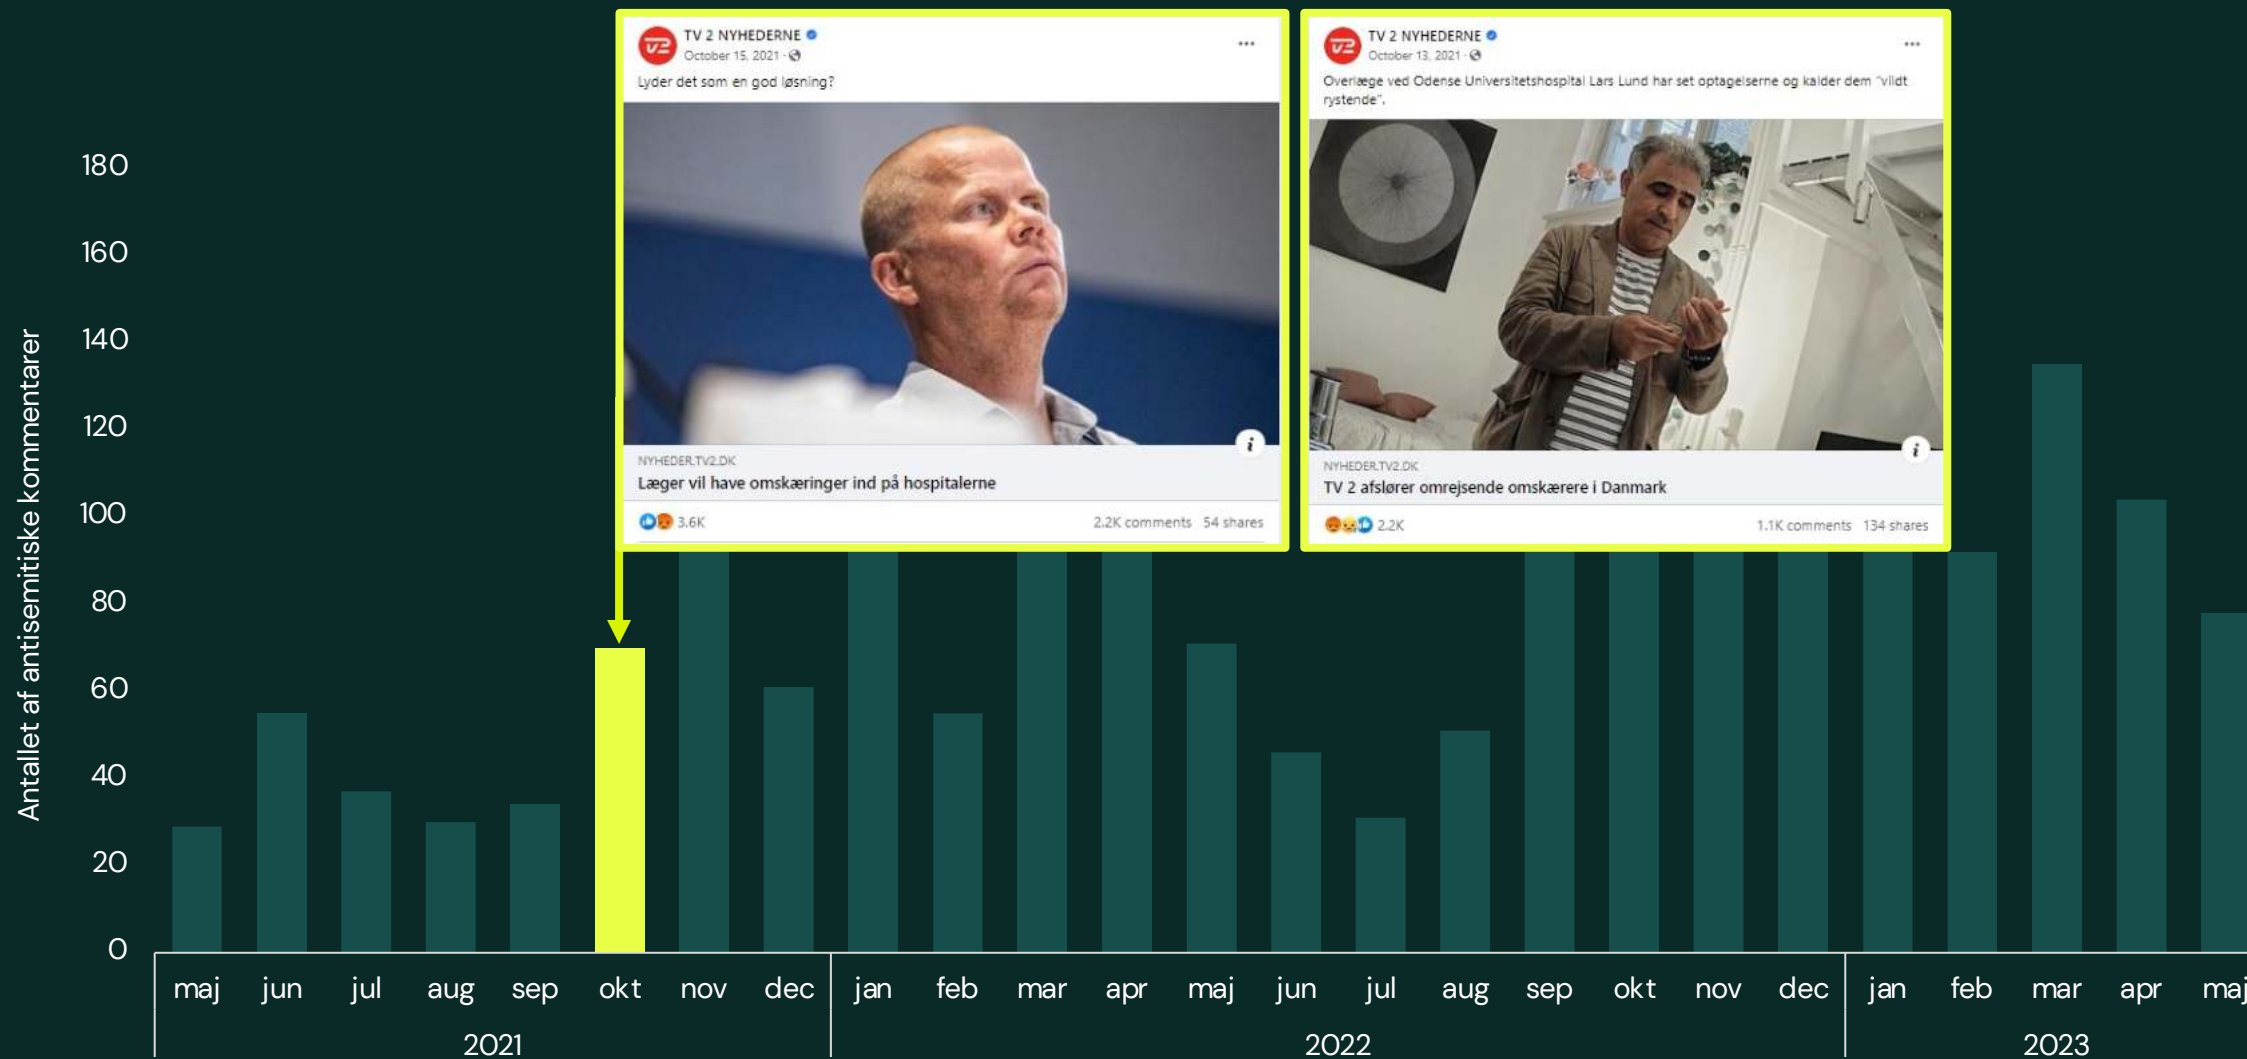 TV 2 NYHEDERNE
October 15, 2021
Lyder det som en god løsning?
NYHEDER.TV2.DK
Læger vil have omskæringer ind på hospitalerne
3.6K
2.2K comments 54 shares
TV 2 NYHEDERNE
October 13, 2021
Overlæge ved Odense Universitetshospital Lars Lund har set optagelserne og kalder dem "vildt
rystende".
NYHEDER.TV2.DK
TV 2 afslører omrejsende omskærere i Danmark
2.2K
1.1K comments 134 shares
Antallet af antisemitiske kommentarer
180
160
140
120
100
80
60
40
20
0
maj jun jul aug sep okt nov dec jan feb mar apr maj jun jul aug sep okt nov dec jan feb mar apr maj
2021 2022 2023